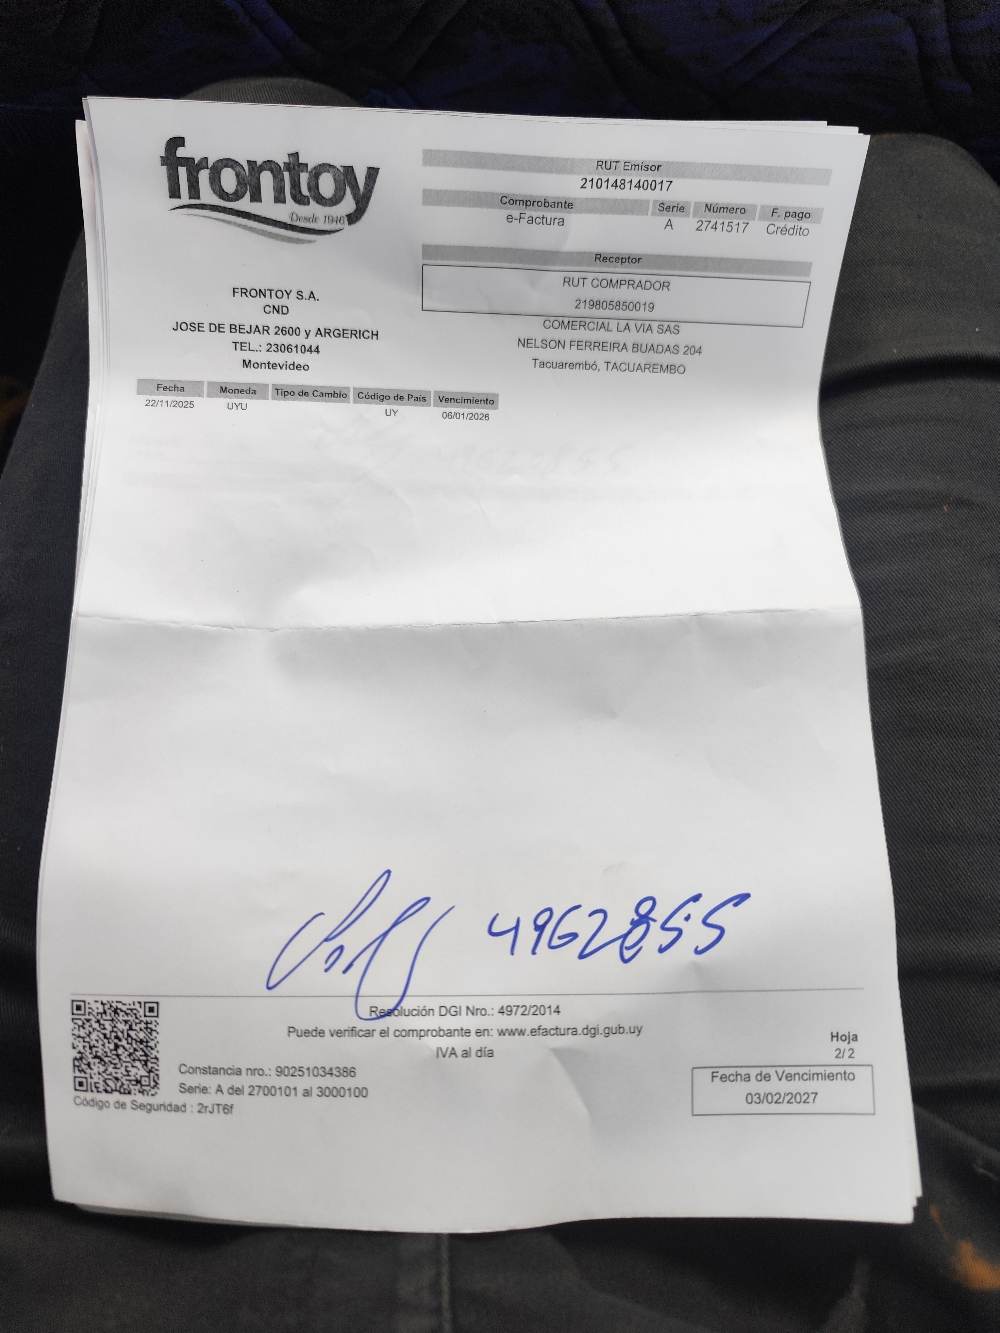 frontoy
Desde 1946
FRONTOY S.A.
CND
JOSE DE BEJAR 2600 y ARGERICH
TEL.: 23061044
Montevideo
RUT Emisor
210148140017
Comprobante Serie Número F. pago
e-Factura A 2741517 Crédito
Receptor
RUT COMPRADOR
219805850019
COMERCIAL LA VIA SAS
NELSON FERREIRA BUADAS 204
Tacuarembó, TACUAREMBO
Fecha Moneda Tipo de Cambio Código de País Vencimiento
22/11/2025 UYU UY 06/01/2026
4962855
Resolución DGI Nro.: 4972/2014
Puede verificar el comprobante en: www.efactura.dgi.gub.uy
IVA al día
Constancia nro.: 90251034386
Serie: A del 2700101 al 3000100
Código de Seguridad : 2rJT6f
Hoja
2/ 2
Fecha de Vencimiento
03/02/2027